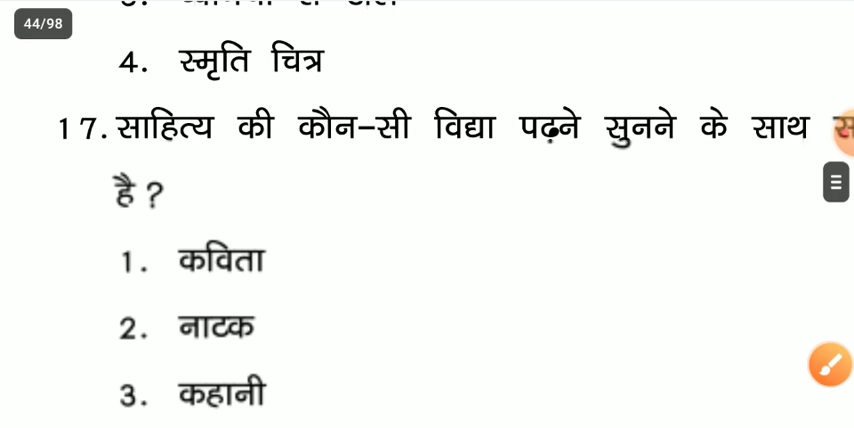 44/98
4. स्मृति चित्र
17. साहित्य की कौन-सी विद्या पढ़ने सुनने के साथ
है ?
1. कविता
2. नाटक
3. कहानी